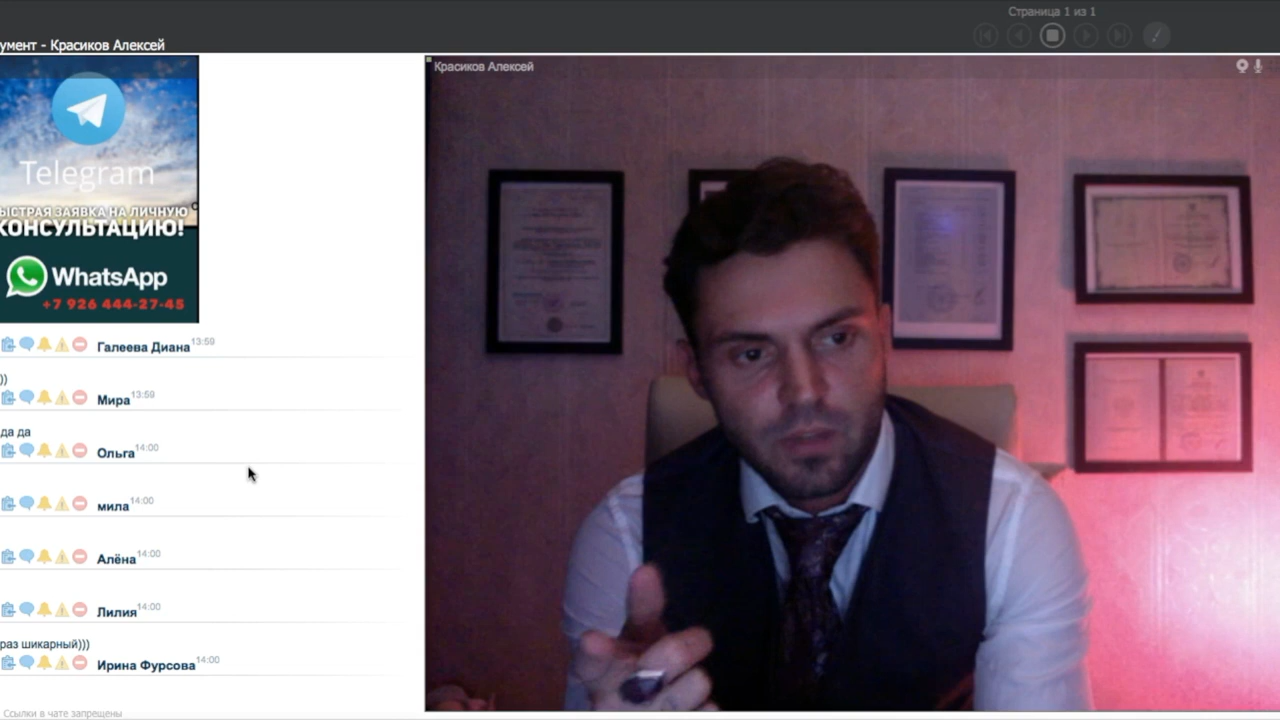 Страница 1 из 1
умент - Красиков Алексей
Красиков Алексей
Telegram
ЫСТРАЯ ЗАЯВКА НА ЛИЧНУЮ
КОНСУЛЬТАЦИЮ!
WhatsApp
+7 926 444-27-45
Галеева Диана 13:59
))
Мира 13:59
да да
Ольга 14:00
мила 14:00
Алёна 14:00
Лилия 14:00
раз шикарный)))
Ирина Фурсова 14:00
Ссылки в чате запрещены